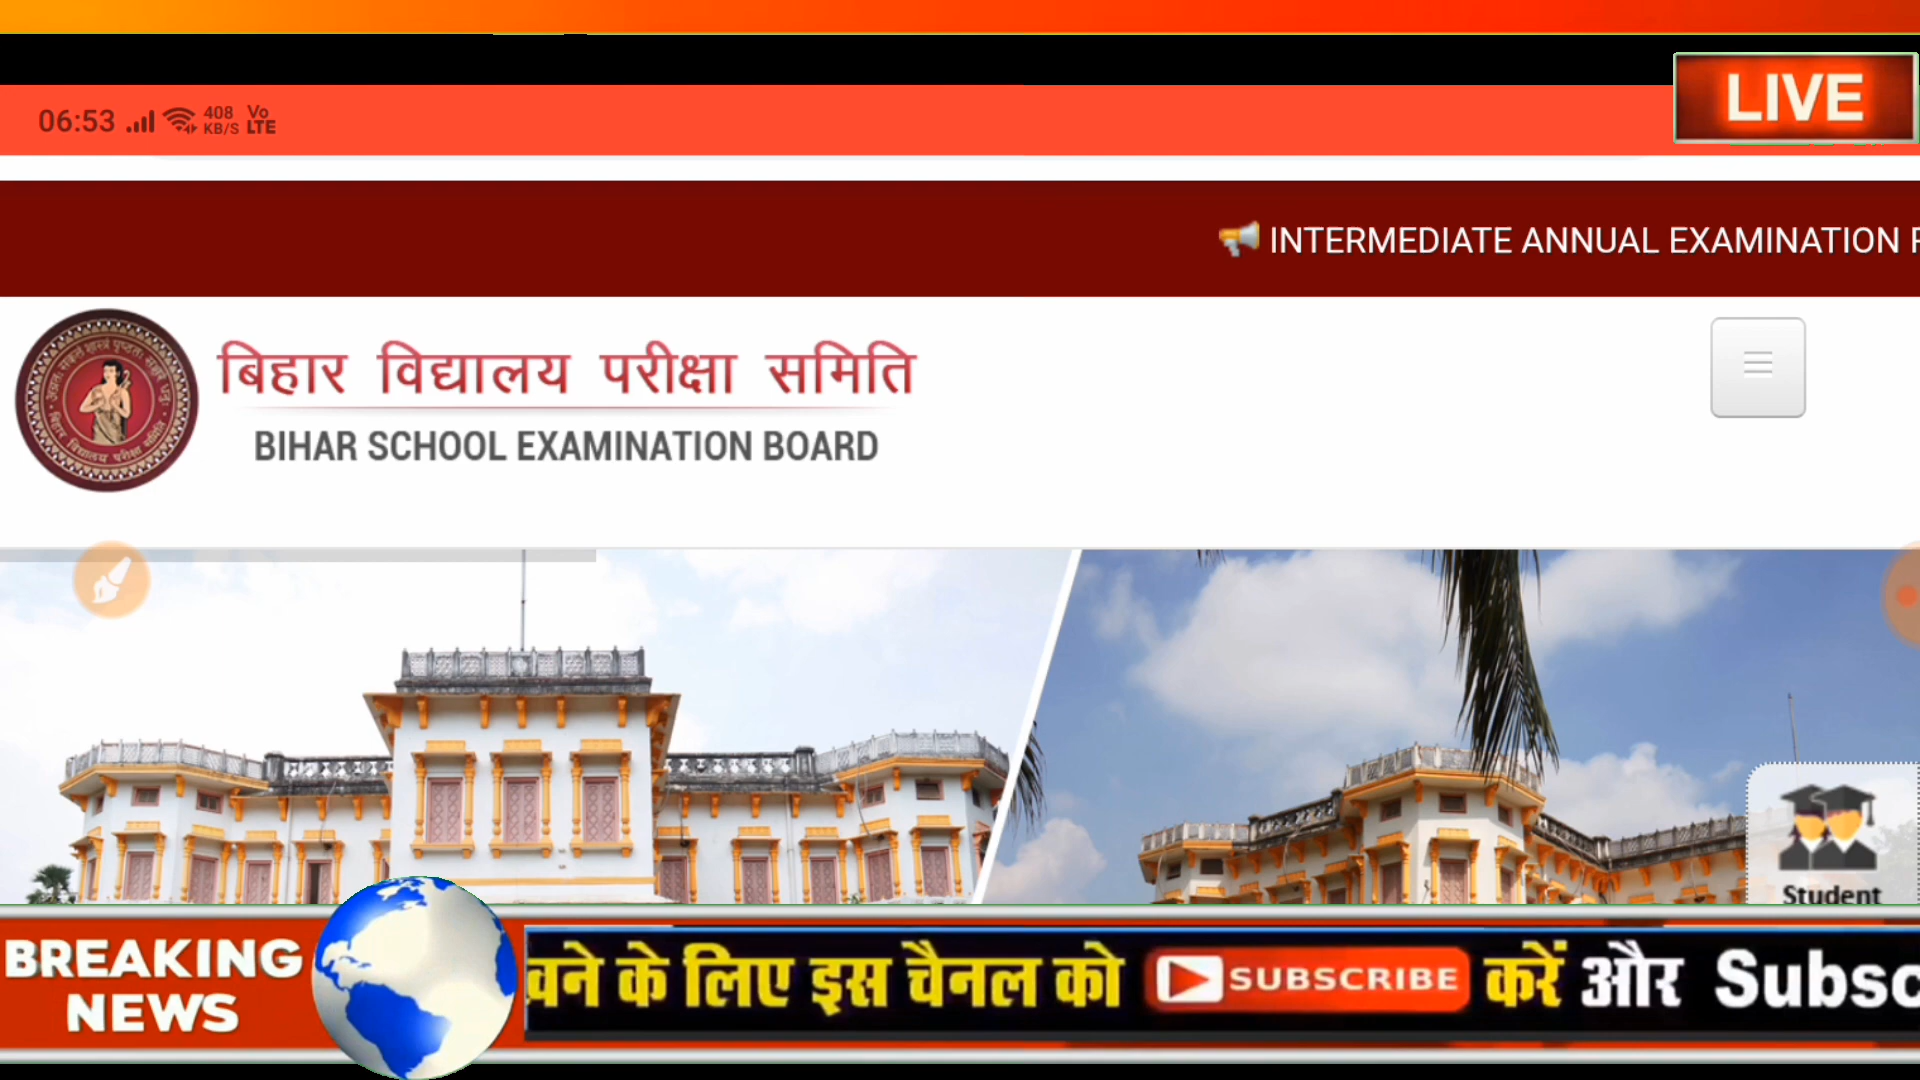 LIVE
06:53 408 KB/S Vo LTE
INTERMEDIATE ANNUAL EXAMINATION
बिहार विद्यालय परीक्षा समिति
BIHAR SCHOOL EXAMINATION BOARD
Student
BREAKING
NEWS
के लिए इस चैनल को SUBSCRIBE करें और